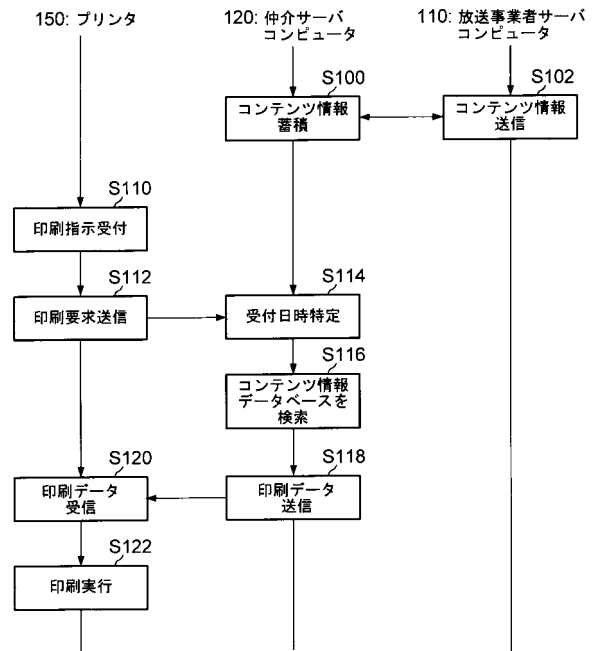 150: プリンタ
120: 仲介サーバ
コンピュータ
110: 放送事業者サーバ
コンピュータ
S100
コンテンツ情報
蓄積
S102
コンテンツ情報
送信
S110
印刷指示受付
S112
印刷要求送信
S114
受付日時特定
S116
コンテンツ情報
データベースを
検索
S120
印刷データ
受信
S118
印刷データ
送信
S122
印刷実行